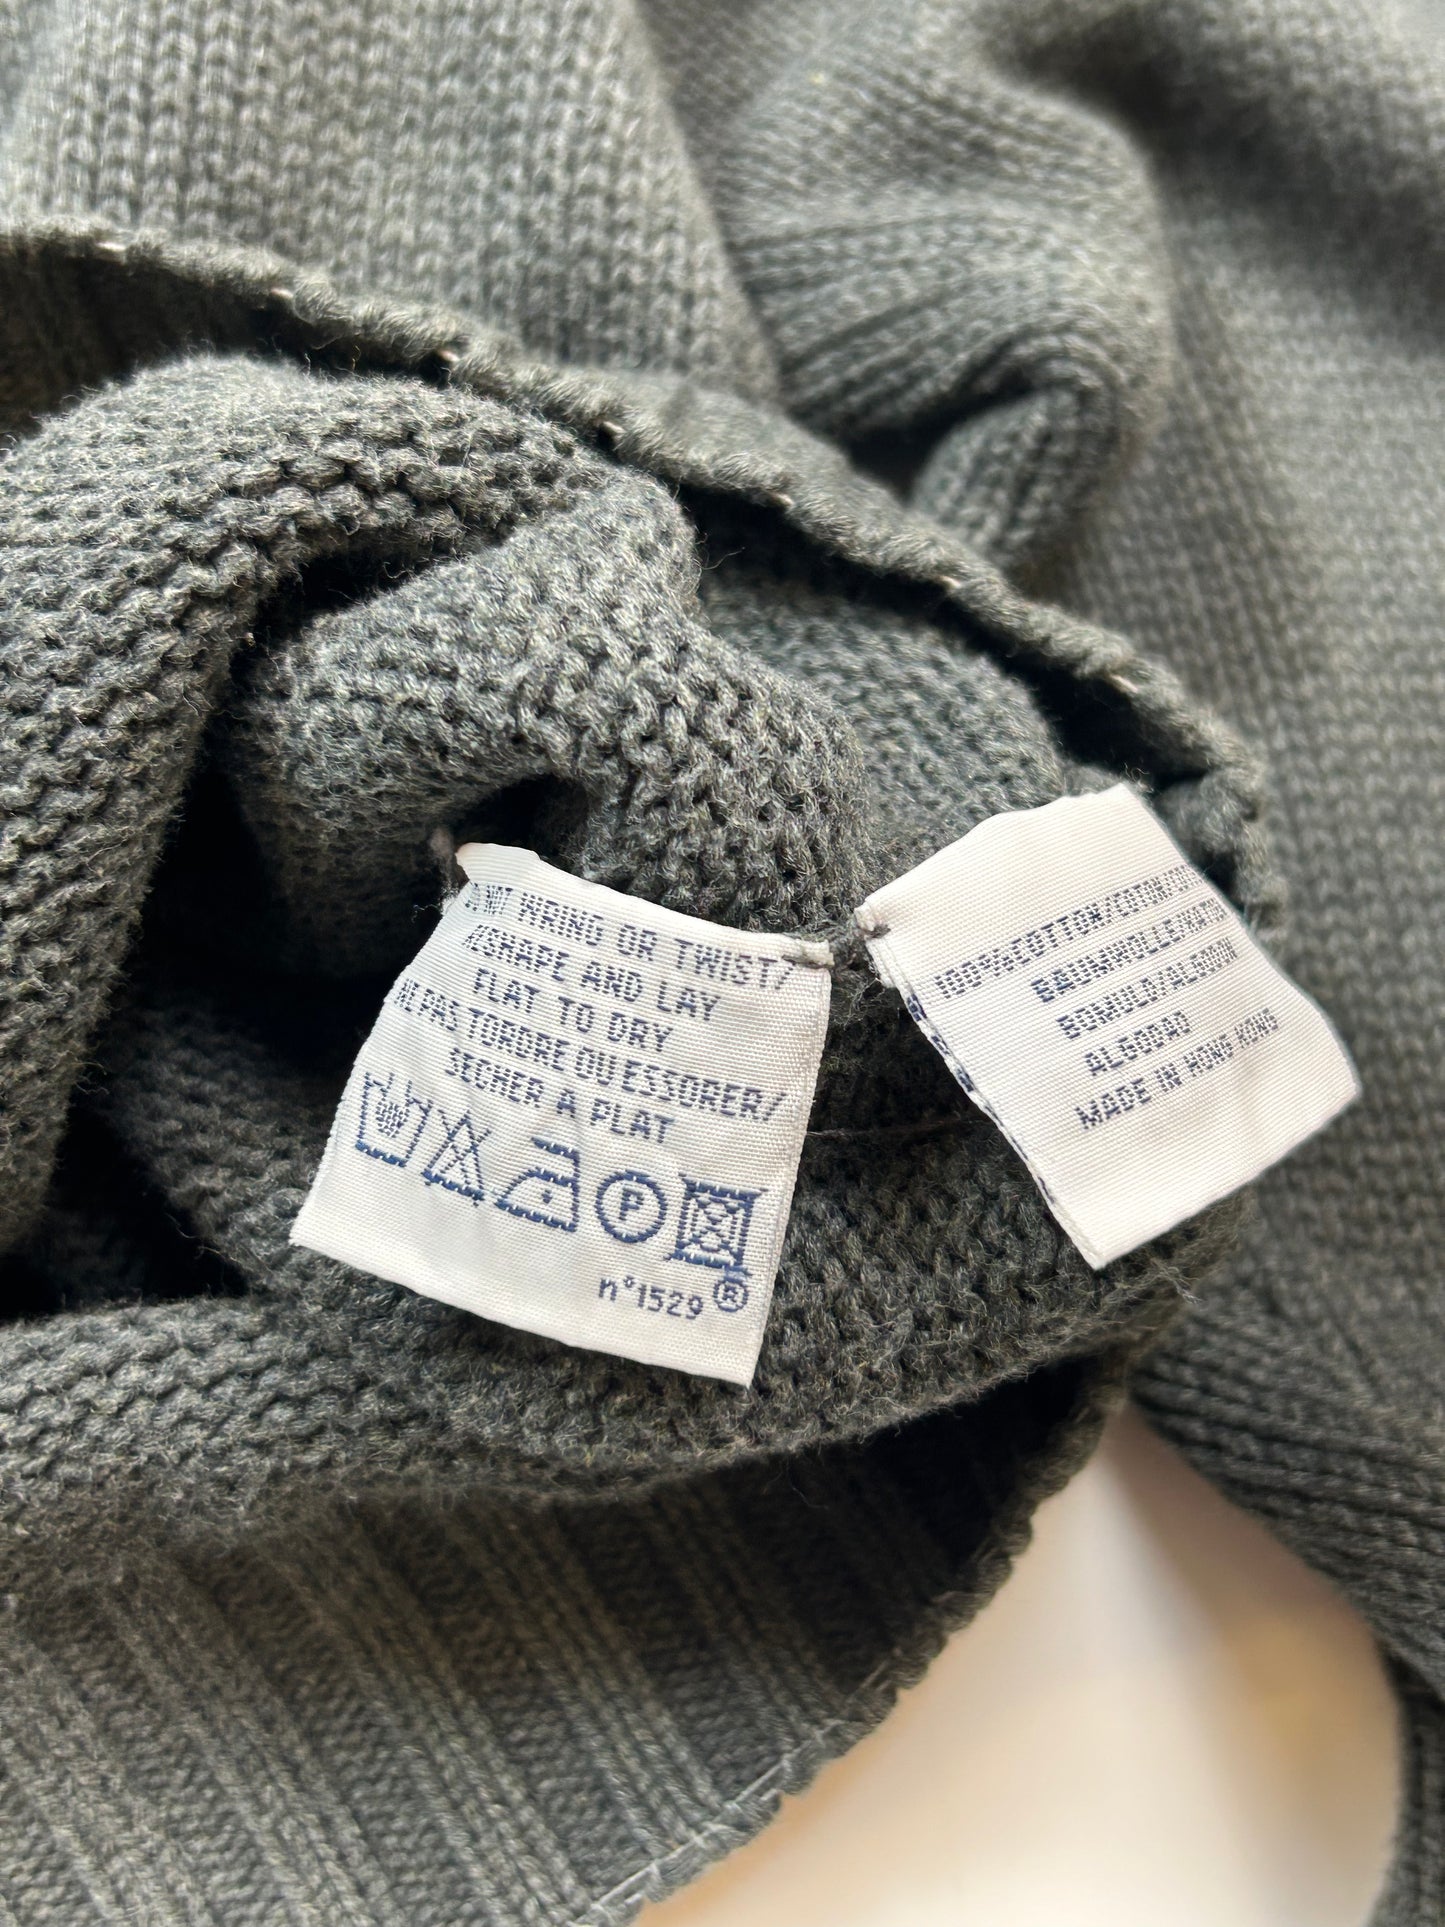 DO NOT WRING OR TWIST/
RESHAPE AND LAY
FLAT TO DRY
NE PAS TORDRE OU ESSORER/
SECHER A PLAT
P
n°1529 ®
100%COTTON/COTON/
BAUMWOLLE/KATOEN
BOMULD/ALGODON
ALGODAO
MADE IN HONG KONG